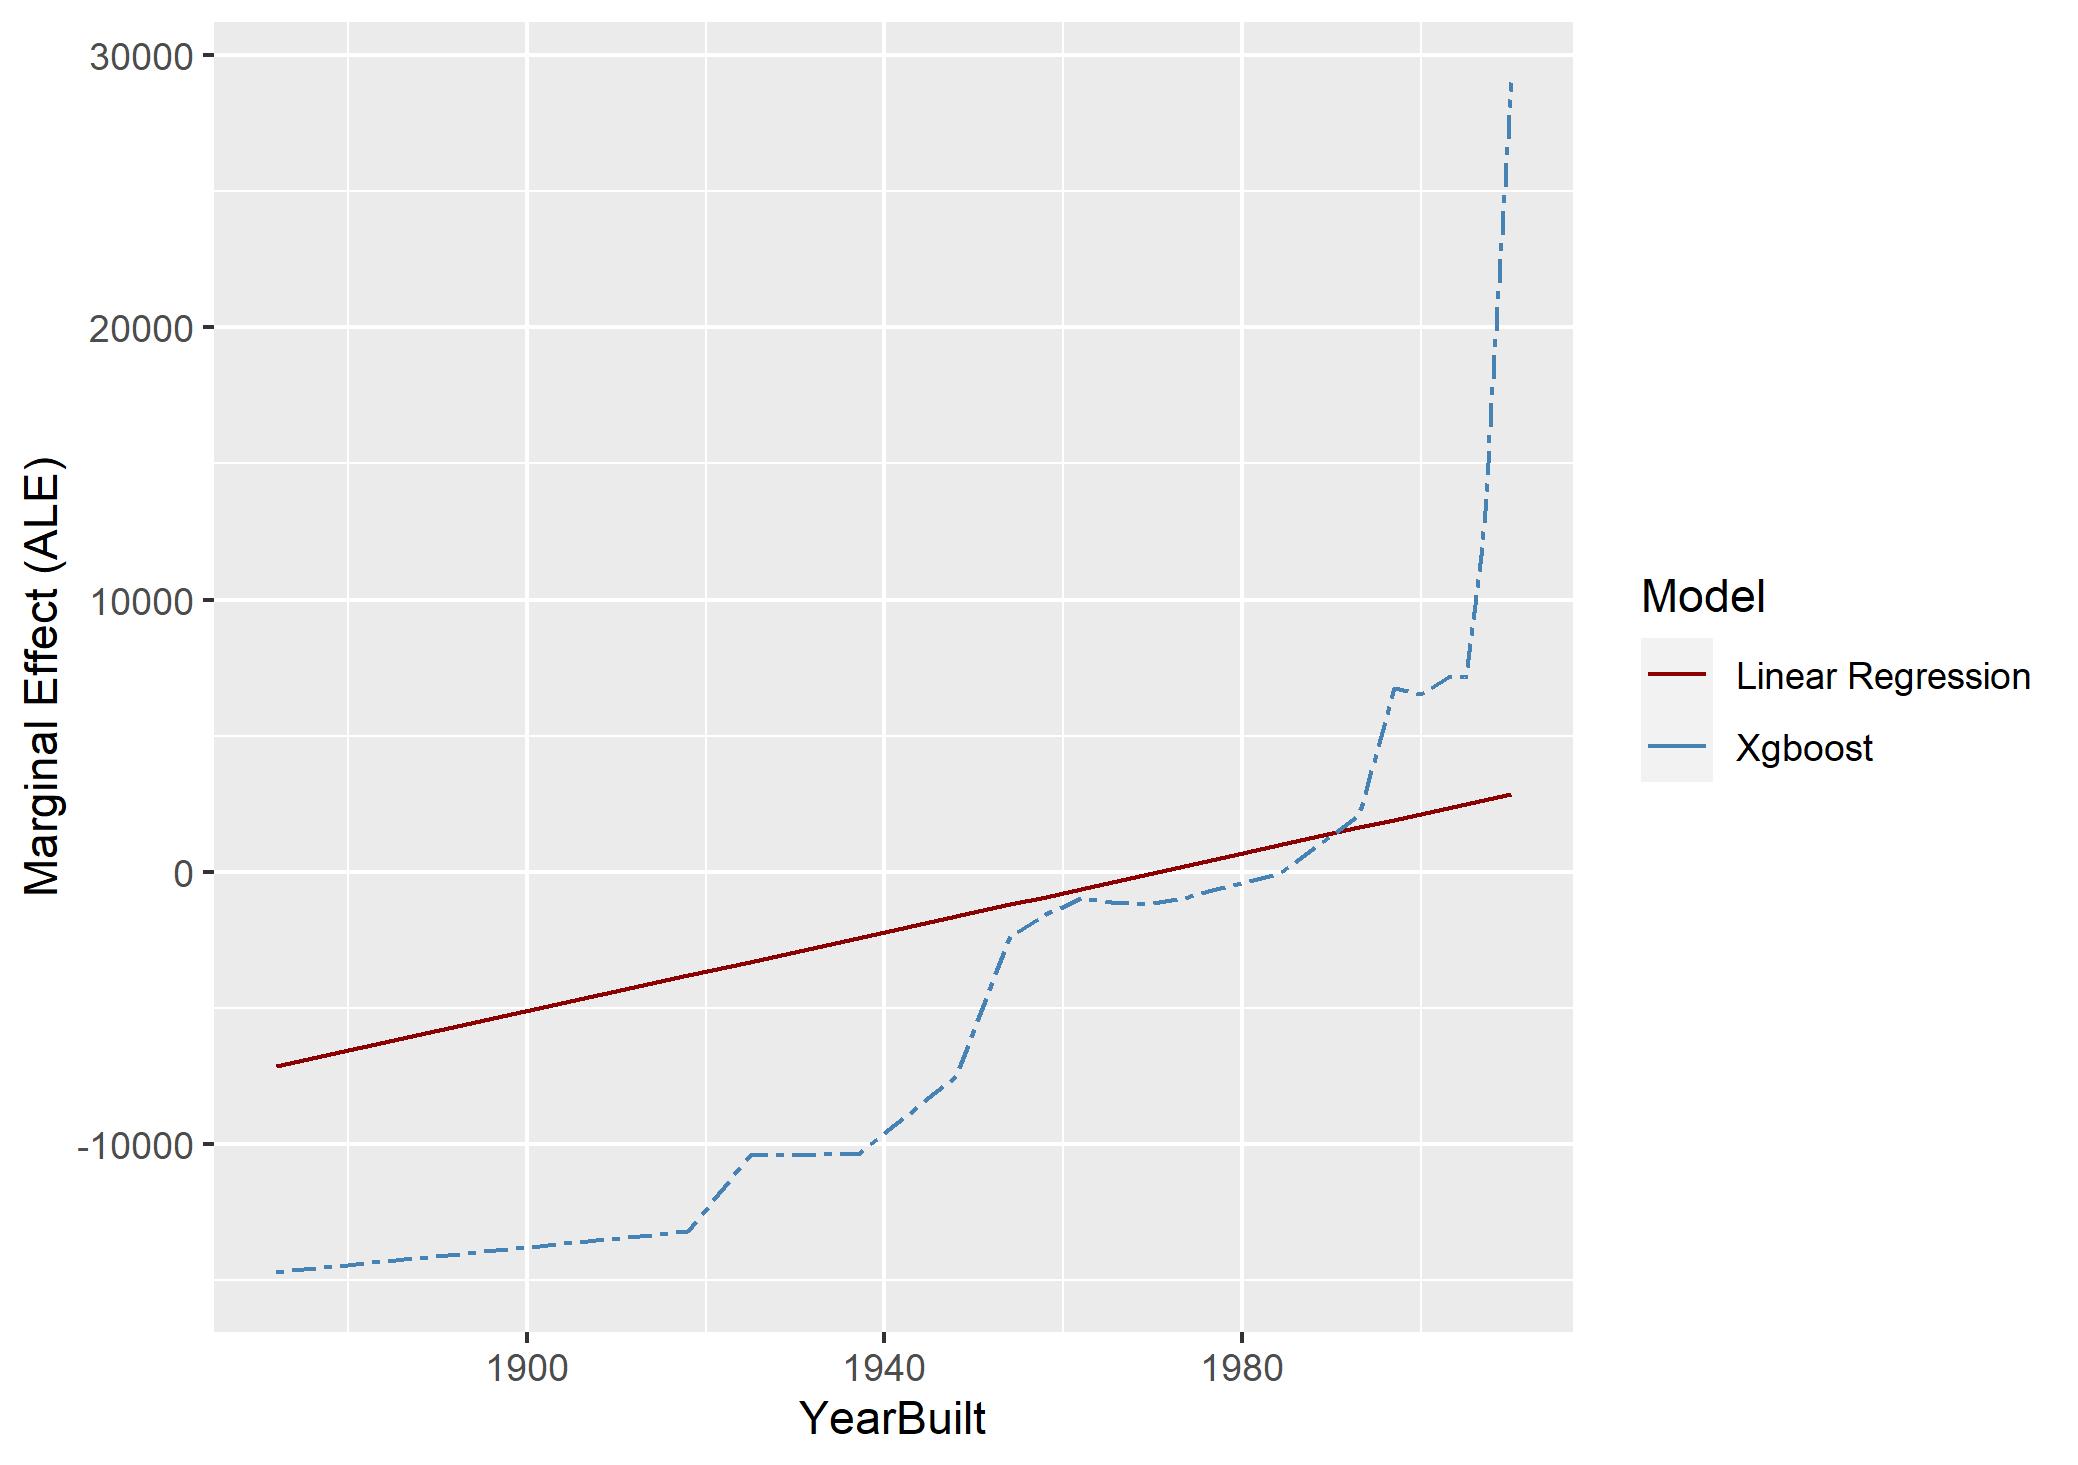 30000
20000
10000
0
-10000
Marginal Effect (ALE)
1900 1940 1980
YearBuilt
Model
Linear Regression
Xgboost